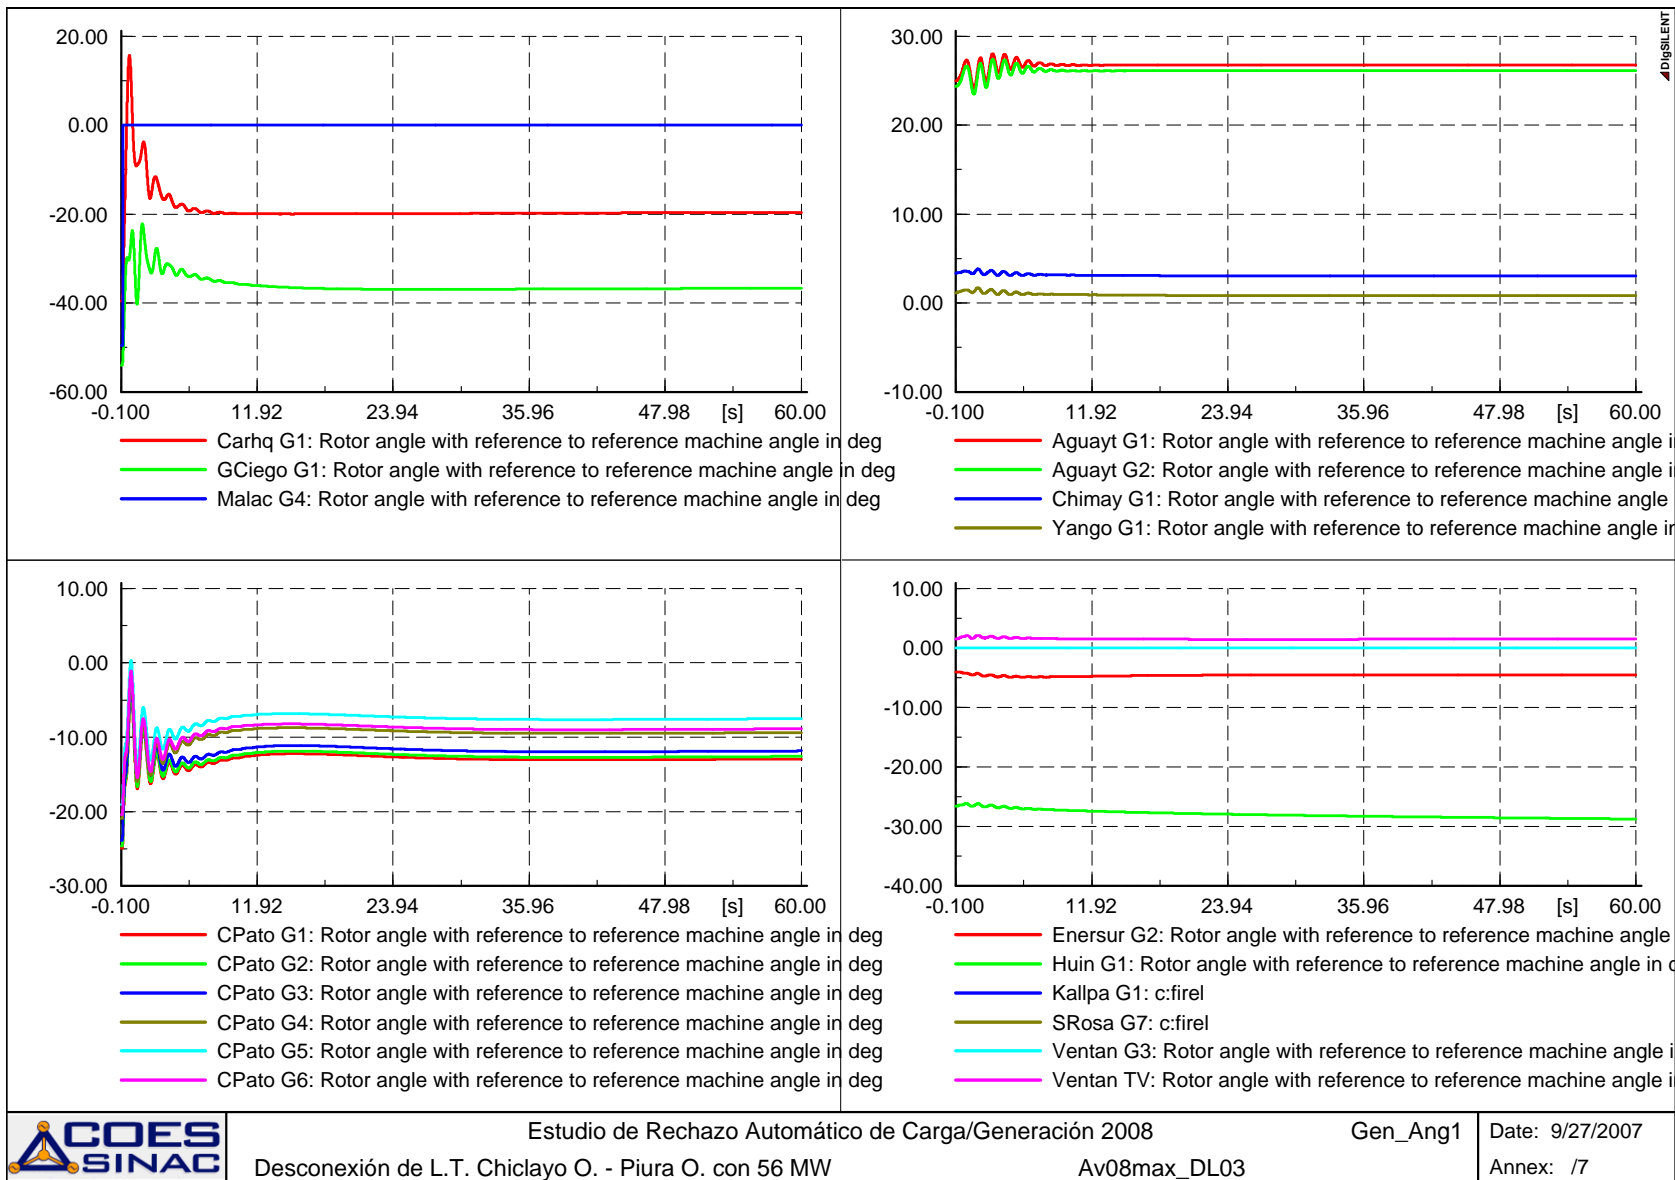 20.00
0.00
-20.00
-40.00
-60.00
-0.100 11.92 23.94 35.96 47.98 [s] 60.00
Carhq G1: Rotor angle with reference to reference machine angle in deg
GCiego G1: Rotor angle with reference to reference machine angle in deg
Malac G4: Rotor angle with reference to reference machine angle in deg
30.00
20.00
10.00
0.00
-10.00
-0.100 11.92 23.94 35.96 47.98 [s] 60.00
Aguayt G1: Rotor angle with reference to reference machine angle i
Aguayt G2: Rotor angle with reference to reference machine angle i
Chimay G1: Rotor angle with reference to reference machine angle
Yango G1: Rotor angle with reference to reference machine angle in
DIgSILENT
10.00
0.00
-10.00
-20.00
-30.00
-0.100 11.92 23.94 35.96 47.98 [s] 60.00
CPato G1: Rotor angle with reference to reference machine angle in deg
CPato G2: Rotor angle with reference to reference machine angle in deg
CPato G3: Rotor angle with reference to reference machine angle in deg
CPato G4: Rotor angle with reference to reference machine angle in deg
CPato G5: Rotor angle with reference to reference machine angle in deg
CPato G6: Rotor angle with reference to reference machine angle in deg
10.00
0.00
-10.00
-20.00
-30.00
-40.00
-0.100 11.92 23.94 35.96 47.98 [s] 60.00
Enersur G2: Rotor angle with reference to reference machine angle
Huin G1: Rotor angle with reference to reference machine angle in d
Kallpa G1: c:firel
SRosa G7: c:firel
Ventan G3: Rotor angle with reference to reference machine angle i
Ventan TV: Rotor angle with reference to reference machine angle i
COES
SINAC
Estudio de Rechazo Automático de Carga/Generación 2008 Gen_Ang1
Desconexión de L.T. Chiclayo O. - Piura O. con 56 MW Av08max_DL03
Date: 9/27/2007
Annex: /7